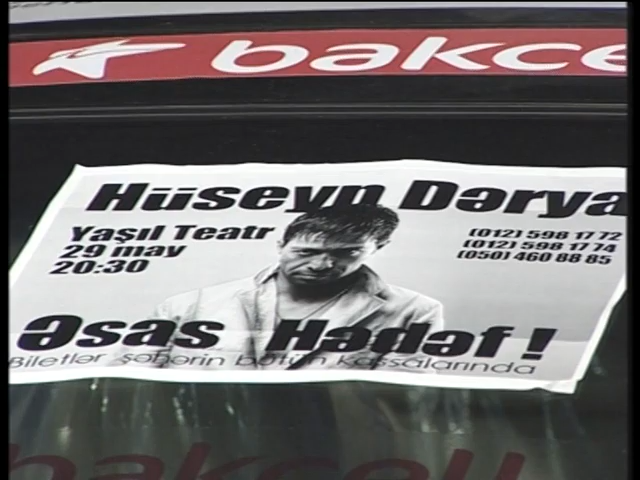 bakce
Hüseyn Dərya
Yaşıl Teatr
29 may
20:30
(012) 598 17 72
(012) 598 17 74
(050) 460 88 85
Əsas Hədəf !
Biletlər şəhərin bütün kassalarında
bakcell